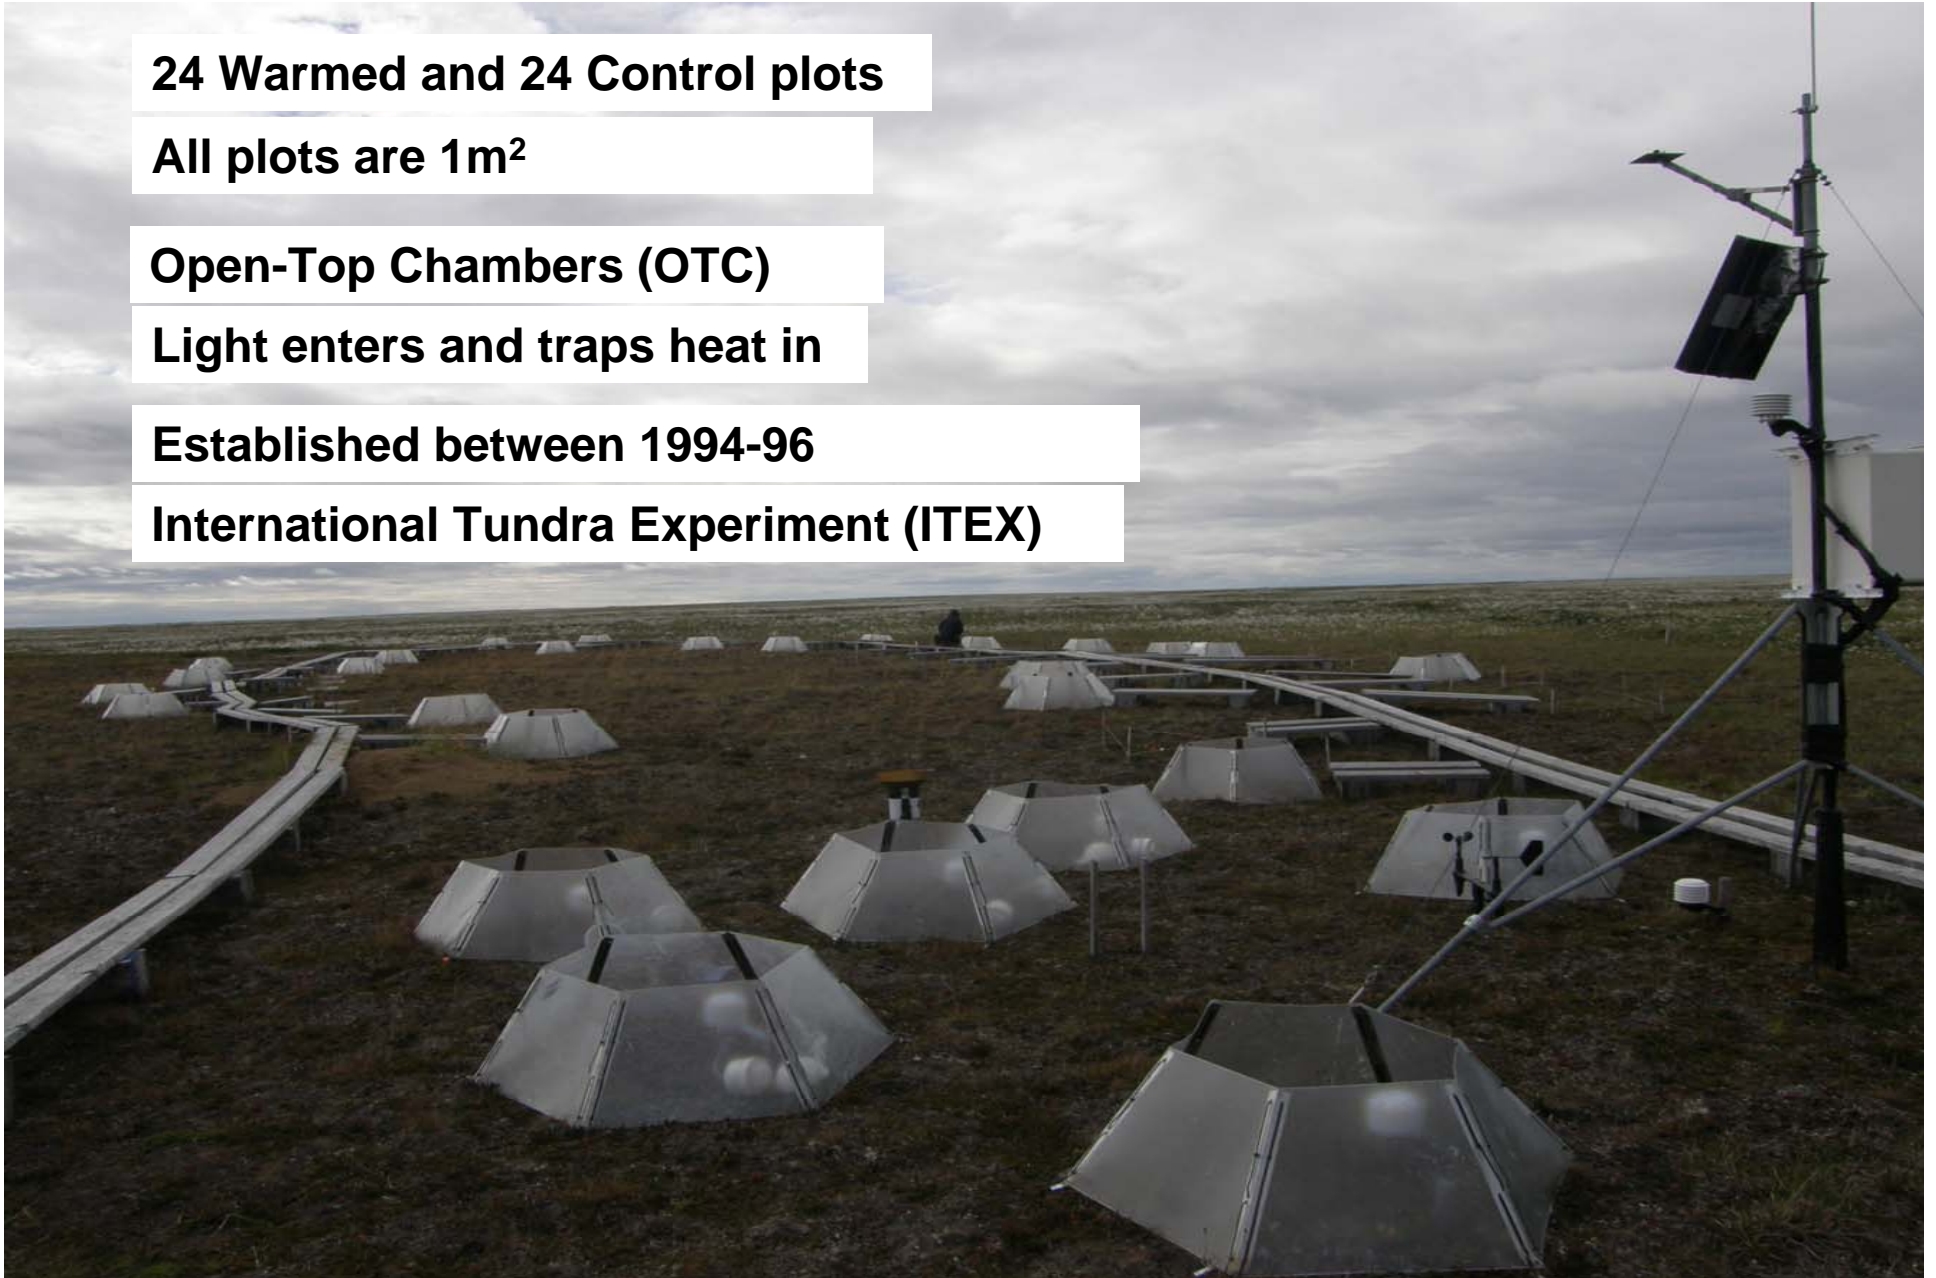 24 Warmed and 24 Control plots
All plots are 1m²
Open-Top Chambers (OTC)
Light enters and traps heat in
Established between 1994-96
International Tundra Experiment (ITEX)